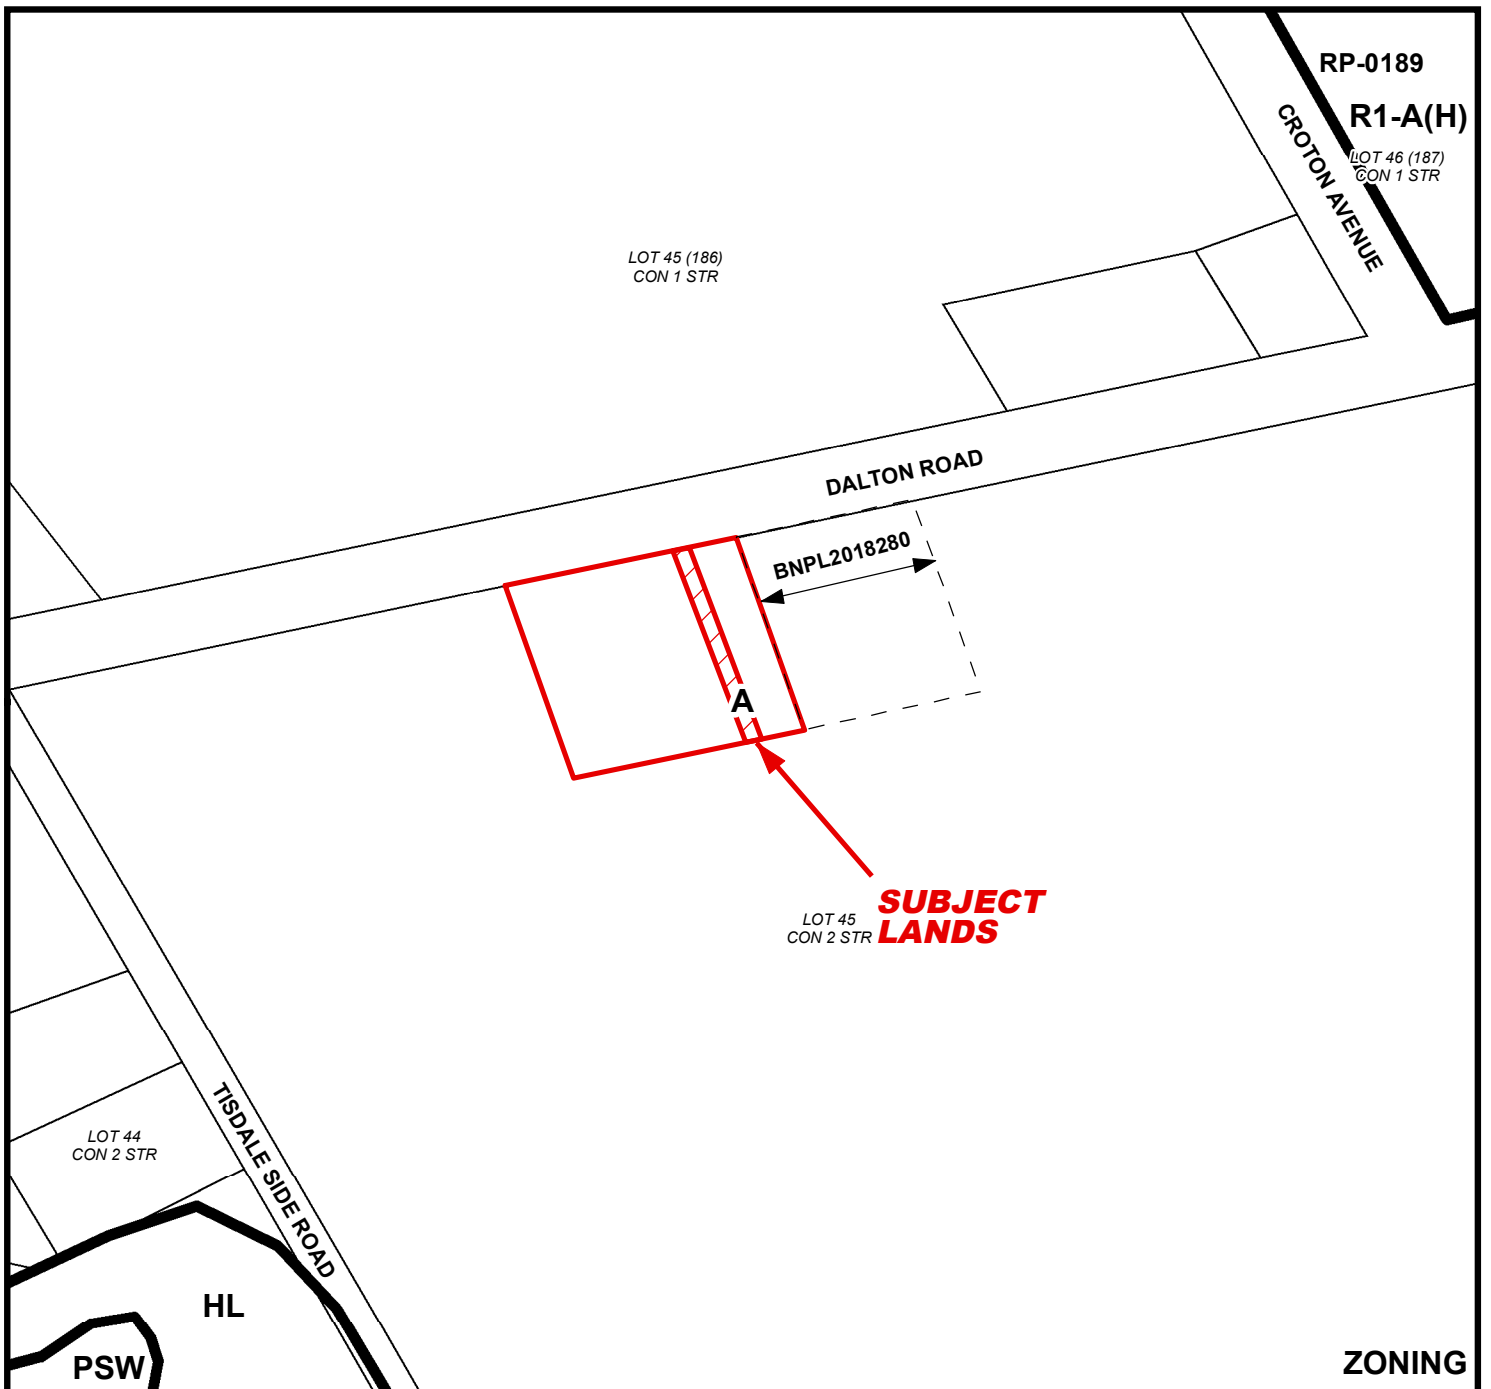 RP-0189
R1-A(H)
CROTON AVENUE
LOT 46 (187)
CON 1 STR
LOT 45 (186)
CON 1 STR
DALTON ROAD
BNPL2018280
A
SUBJECT
LANDS
LOT 45
CON 2 STR
TISDALE SIDE ROAD
LOT 44
CON 2 STR
HL
PSW
ZONING